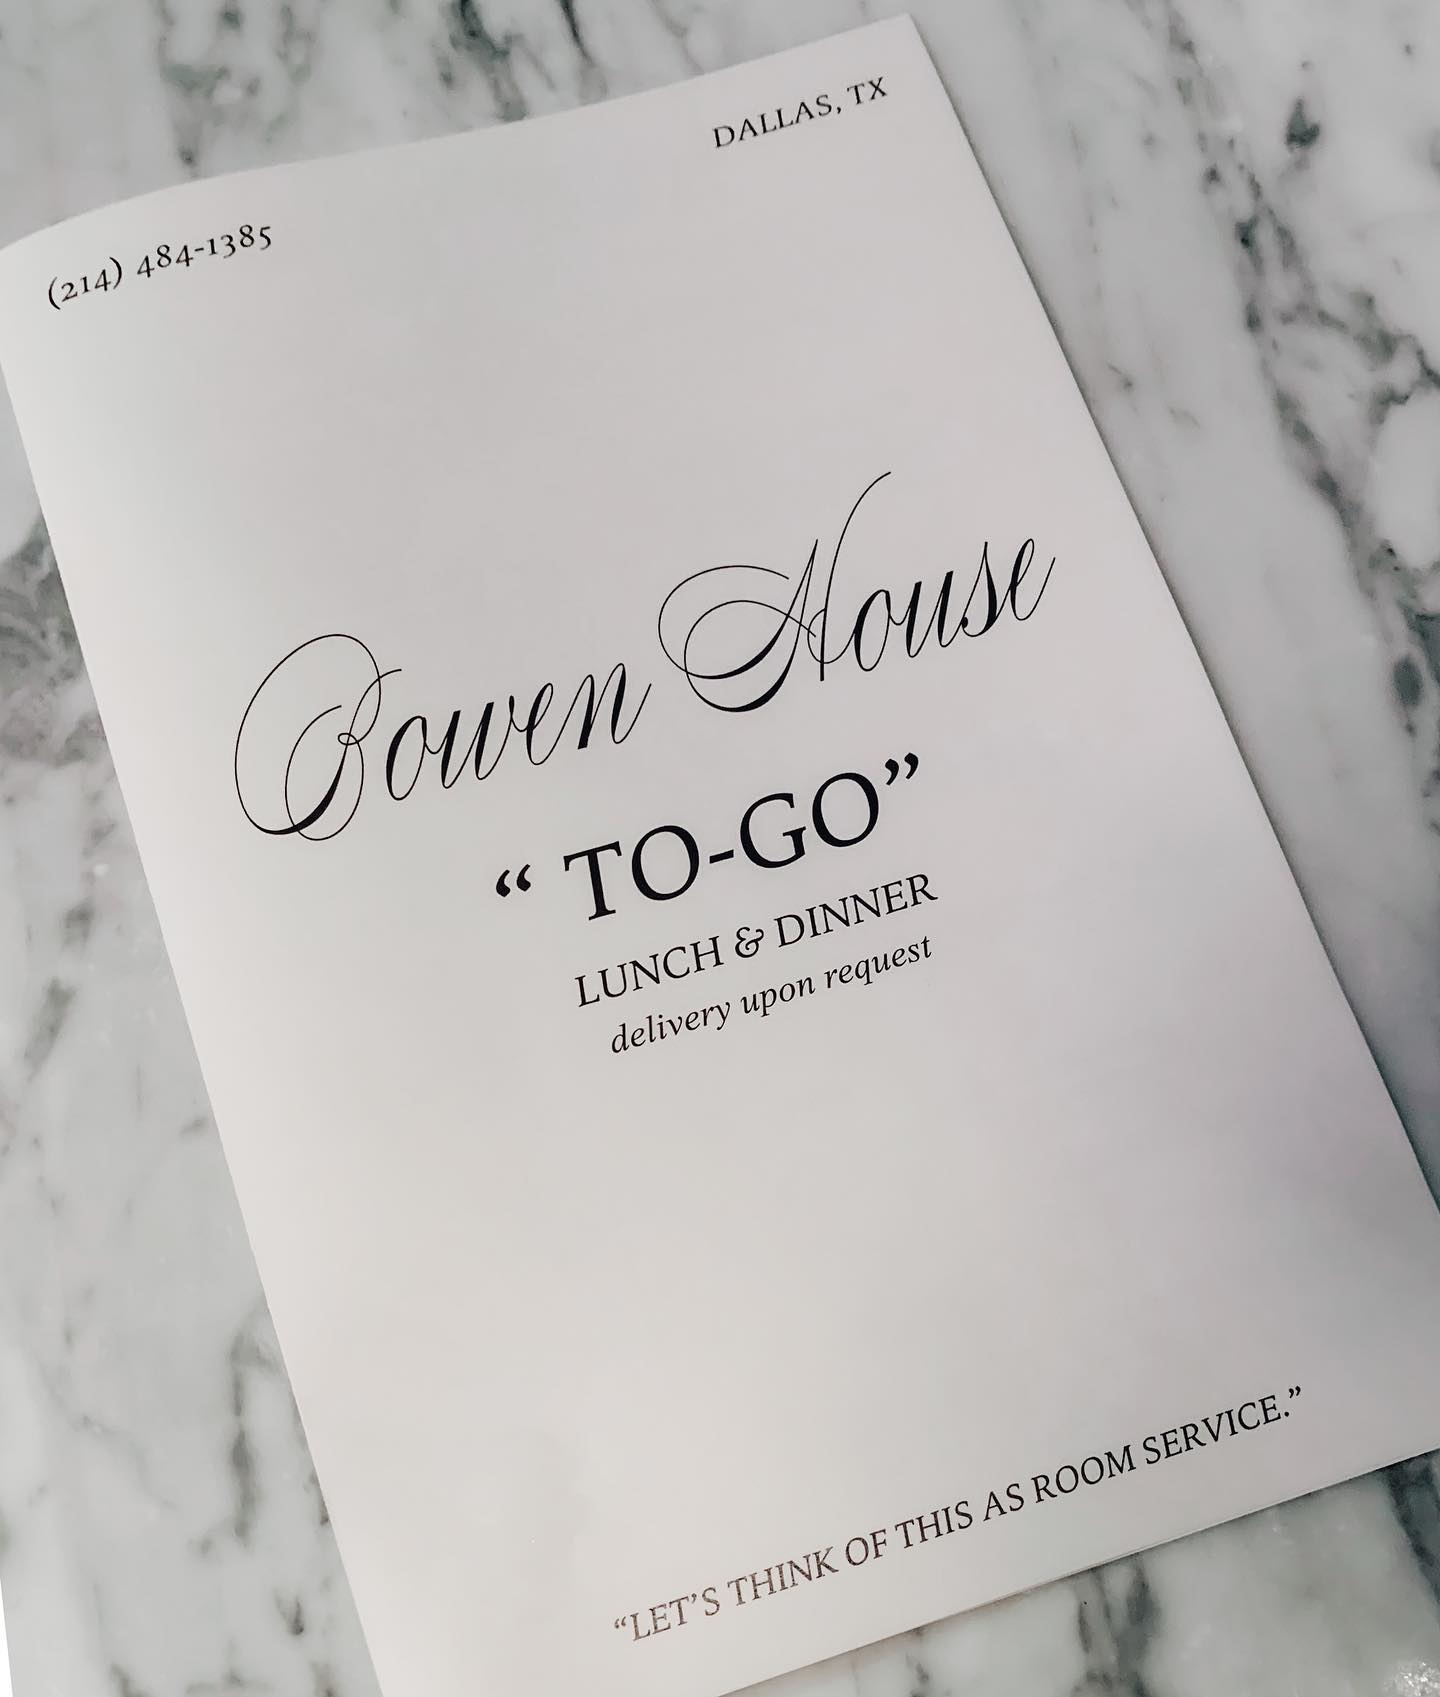 (214) 484-1385
DALLAS, TX
Bowen House
“ TO-GO”
LUNCH & DINNER
delivery upon request
“LET’S THINK OF THIS AS ROOM SERVICE.”